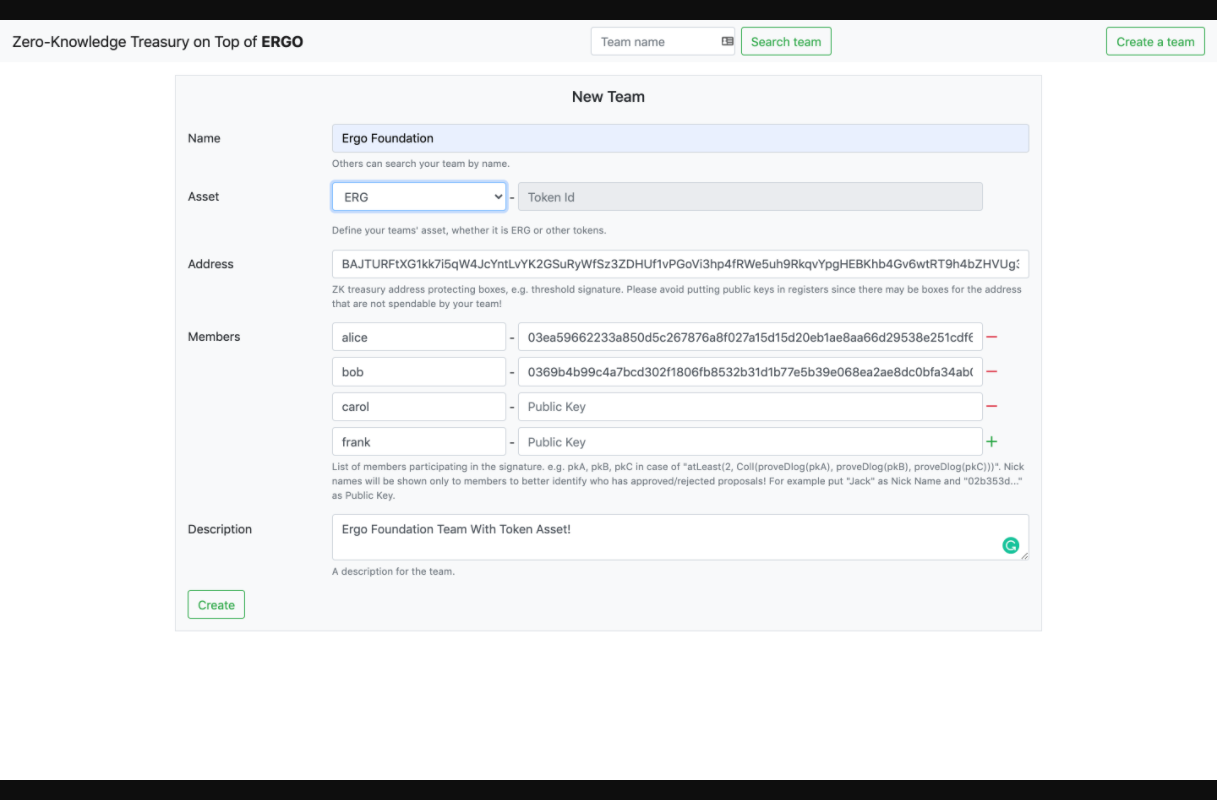 Zero-Knowledge Treasury on Top of ERGO
Team name
Search team
Create a team
New Team
Name
Ergo Foundation
Others can search your team by name.
Asset
ERG
-
Token Id
Define your teams' asset, whether it is ERG or other tokens.
Address
BAJTURFtXG1kk7i5qW4JcYntLvYK2GSuRyWfSz3ZDHUf1vPGoVi3hp4fRWe5uh9RkqvYpgHEBKhb4Gv6wtRT9h4bZHVUg3
ZK treasury address protecting boxes, e.g. threshold signature. Please avoid putting public keys in registers since there may be boxes for the address
that are not spendable by your team!
Members
alice - 03ea59662233a850d5c267876a8f027a15d15d20eb1ae8aa66d29538e251cdf6
bob - 0369b4b99c4a7bcd302f1806fb8532b31d1b77e5b39e068ea2ae8dc0bfa34ab0
carol - Public Key
frank - Public Key
List of members participating in the signature. e.g. pkA, pkB, pkC in case of "atLeast(2, Coll(proveDlog(pkA), proveDlog(pkB), proveDlog(pkC)))". Nick
names will be shown only to members to better identify who has approved/rejected proposals! For example put "Jack" as Nick Name and "02b353d..."
as Public Key.
Description
Ergo Foundation Team With Token Asset!
A description for the team.
Create